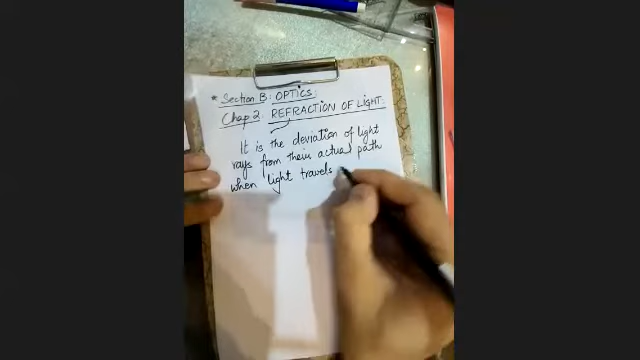 * Section B: OPTICS:
Chap 2: REFRACTION OF LIGHT:
It is the deviation of light
rays from their actual path
when light travels